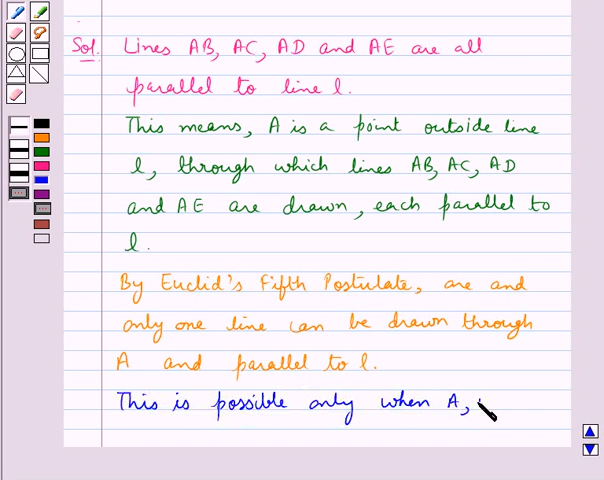 Sol. Lines AB, AC, AD and AE are all
parallel to line l.
This means, A is a point outside line
l, through which lines AB, AC, AD
and AE are drawn, each parallel to
l.
By Euclid's Fifth Postulate, one and
only one line can be drawn through
A and parallel to l.
This is possible only when A,